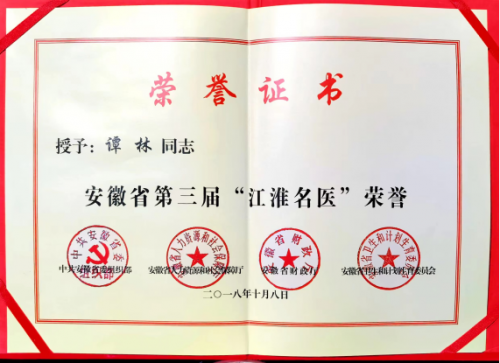 荣誉证书
授予：谭林 同志
安徽省第三届“江淮名医”荣誉
中共安徽省委组织部 安徽省人力资源和社会保障厅 安徽省财政厅 安徽省卫生和计划生育委员会
二〇一八年十月八日